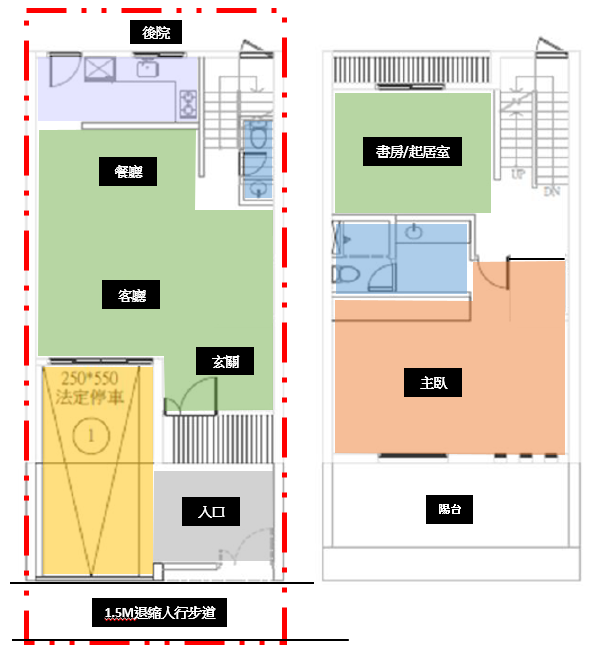 後院
餐廳
客廳
玄關
250*550
法定停車
1
入口
1.5M退縮人行步道
書房/起居室
UP
DN
主臥
陽台